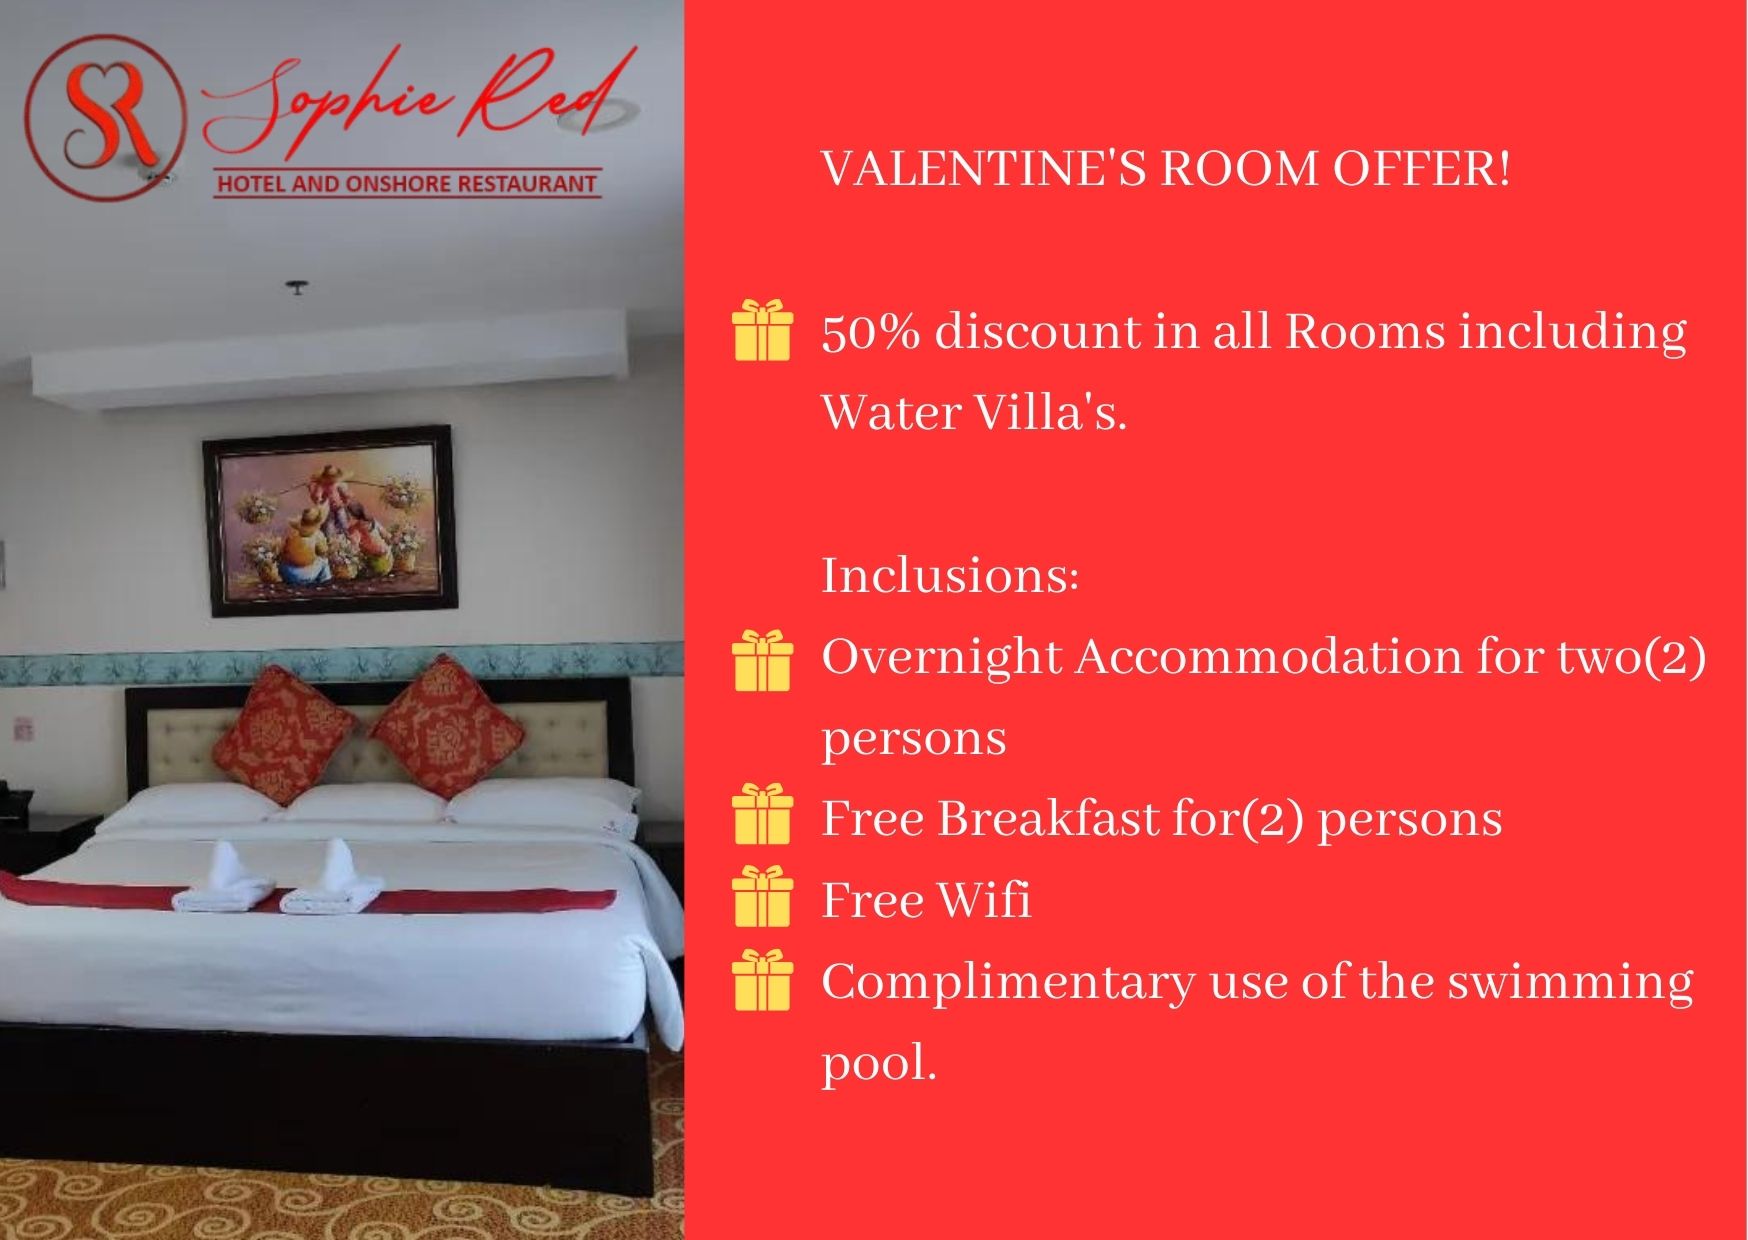 SR
Sophie Red
HOTEL AND ONSHORE RESTAURANT
VALENTINE'S ROOM OFFER!
50% discount in all Rooms including
Water Villa's.
Inclusions:
Overnight Accommodation for two(2)
persons
Free Breakfast for(2) persons
Free Wifi
Complimentary use of the swimming
pool.